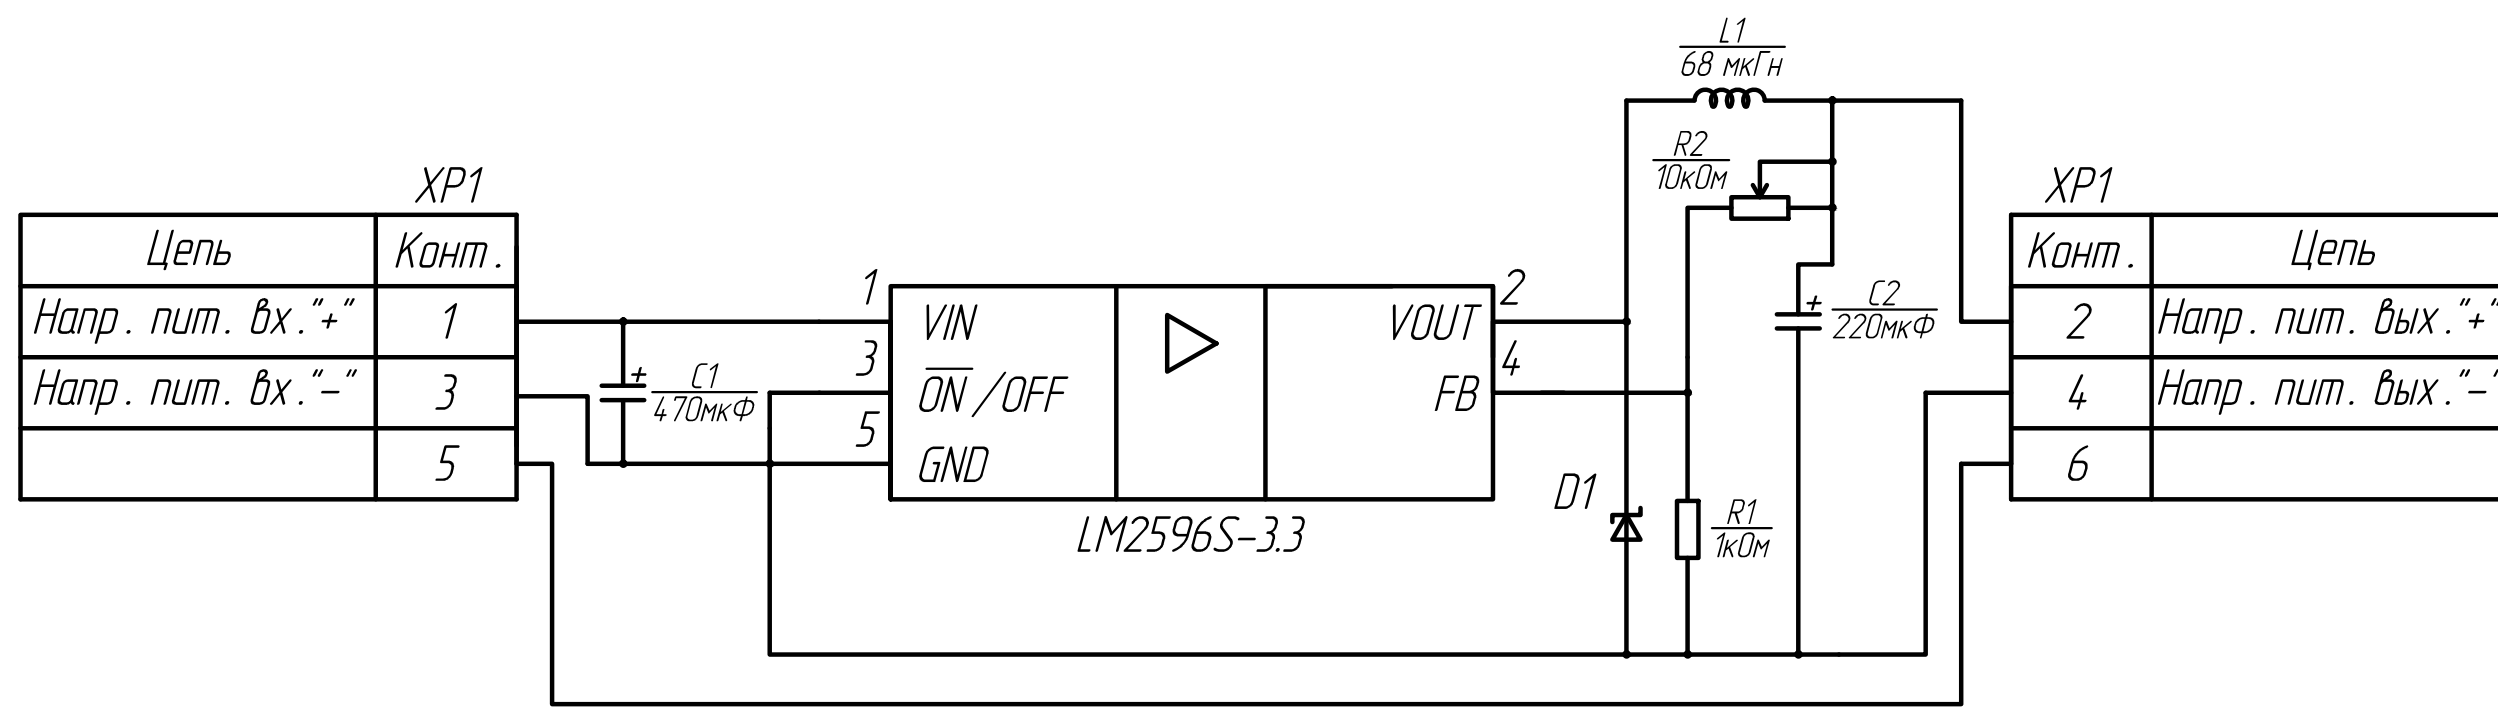 L1
68 мкГн
R2
10кОм
XP1
XP1
Цепь
Конт.
Напр. пит. вх."+"
1
Напр. пит. вх."-"
3
5
C1
470мкф
1
3
5
VIN
ON/OFF
GND
VOUT
FB
2
4
LM2596S-3.3
D1
R1
1кОм
C2
220мкф
+
+
Конт.
Цепь
2
Напр. пит. вых."+"
4
Напр. пит. вых."-"
6